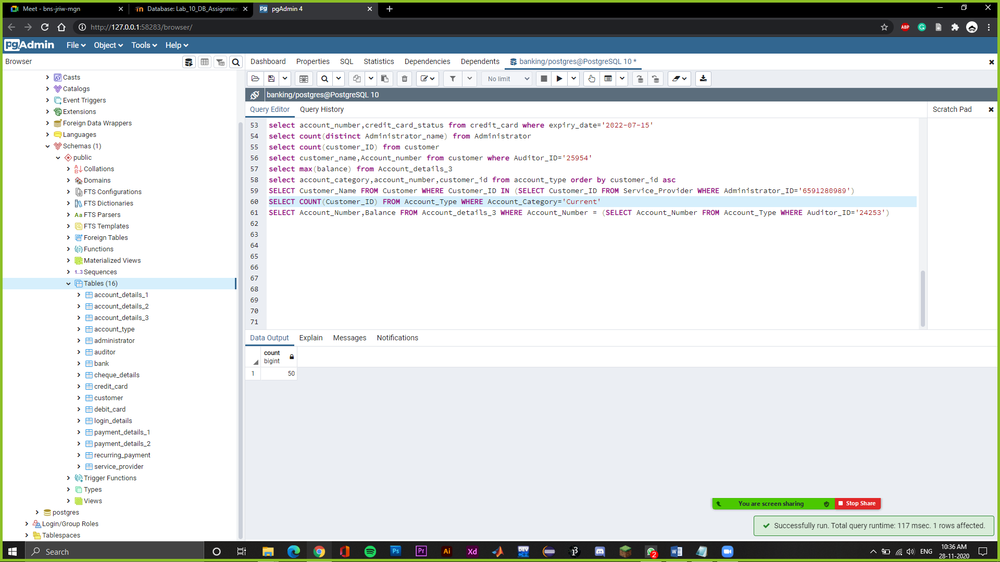 Meet - bns-jriw-mgn
Database: Lab_10_DB_Assignmen
pgAdmin 4
http://127.0.0.1:58283/browser/
ABP
pgAdmin
File
Object
Tools
Help
Browser
Dashboard
Properties
SQL
Statistics
Dependencies
Dependents
banking/postgres@PostgreSQL 10 *
No limit
banking/postgres@PostgreSQL 10
Query Editor
Query History
Scratch Pad
Casts
Catalogs
Event Triggers
Extensions
Foreign Data Wrappers
Languages
Schemas (1)
public
Collations
Domains
FTS Configurations
FTS Dictionaries
Aa FTS Parsers
FTS Templates
Foreign Tables
Functions
Materialized Views
1..3 Sequences
Tables (16)
account_details_1
account_details_2
account_details_3
account_type
administrator
auditor
bank
cheque_details
credit_card
customer
debit_card
login_details
payment_details_1
payment_details_2
recurring_payment
service_provider
Trigger Functions
Types
Views
postgres
Login/Group Roles
Tablespaces
53 select account_number,credit_card_status from credit_card where expiry_date='2022-07-15'
54 select count(distinct Administrator_name) from Administrator
55 select count(customer_ID) from customer
56 select customer_name,Account_number from customer where Auditor_ID='25954'
57 select max(balance) from Account_details_3
58 select account_category,account_number,customer_id from account_type order by customer_id asc
59 SELECT Customer_Name FROM Customer WHERE Customer_ID IN (SELECT Customer_ID FROM Service_Provider WHERE Administrator_ID='6591280989')
60 SELECT COUNT(Customer_ID) FROM Account_Type WHERE Account_Category='Current'
61 SELECT Account_Number,Balance FROM Account_details_3 WHERE Account_Number = (SELECT Account_Number FROM Account_Type WHERE Auditor_ID='24253')
62
63
64
65
66
67
68
69
70
71
Data Output
Explain
Messages
Notifications
count
bigint
1 50
You are screen sharing
Stop Share
Successfully run. Total query runtime: 117 msec. 1 rows affected.
Search
Ps
Pr
Ai
Xd
DEV
2
ENG
10:36 AM
28-11-2020